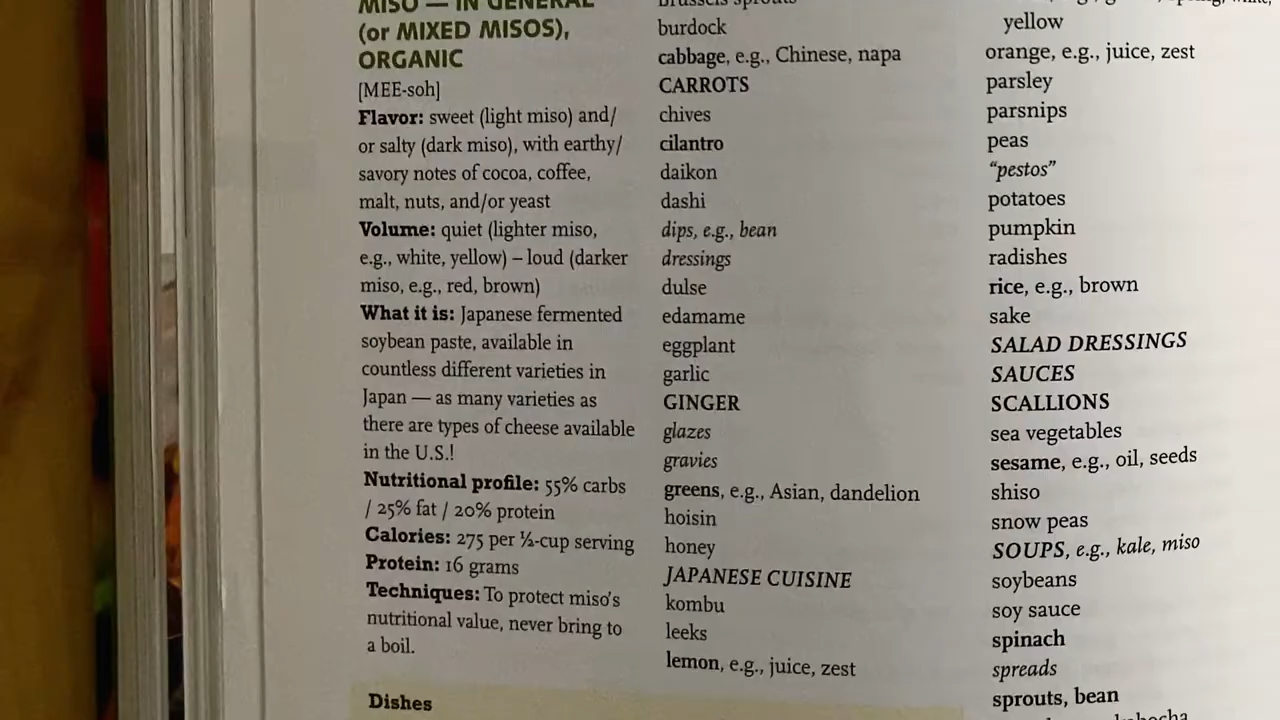 MISO — IN GENERAL
(or MIXED MISOS),
ORGANIC
[MEE-soh]
Flavor: sweet (light miso) and/
or salty (dark miso), with earthy/
savory notes of cocoa, coffee,
malt, nuts, and/or yeast
Volume: quiet (lighter miso,
e.g., white, yellow) – loud (darker
miso, e.g., red, brown)
What it is: Japanese fermented
soybean paste, available in
countless different varieties in
Japan — as many varieties as
there are types of cheese available
in the U.S.!
Nutritional profile: 55% carbs
/ 25% fat / 20% protein
Calories: 275 per ½-cup serving
Protein: 16 grams
Techniques: To protect miso's
nutritional value, never bring to
a boil.
Dishes
brussels sprouts
burdock
cabbage, e.g., Chinese, napa
CARROTS
chives
cilantro
daikon
dashi
dips, e.g., bean
dressings
dulse
edamame
eggplant
garlic
GINGER
glazes
gravies
greens, e.g., Asian, dandelion
hoisin
honey
JAPANESE CUISINE
kombu
leeks
lemon, e.g., juice, zest
yellow
orange, e.g., juice, zest
parsley
parsnips
peas
“pestos”
potatoes
pumpkin
radishes
rice, e.g., brown
sake
SALAD DRESSINGS
SAUCES
SCALLIONS
sea vegetables
sesame, e.g., oil, seeds
shiso
snow peas
SOUPS, e.g., kale, miso
soybeans
soy sauce
spinach
spreads
sprouts, bean